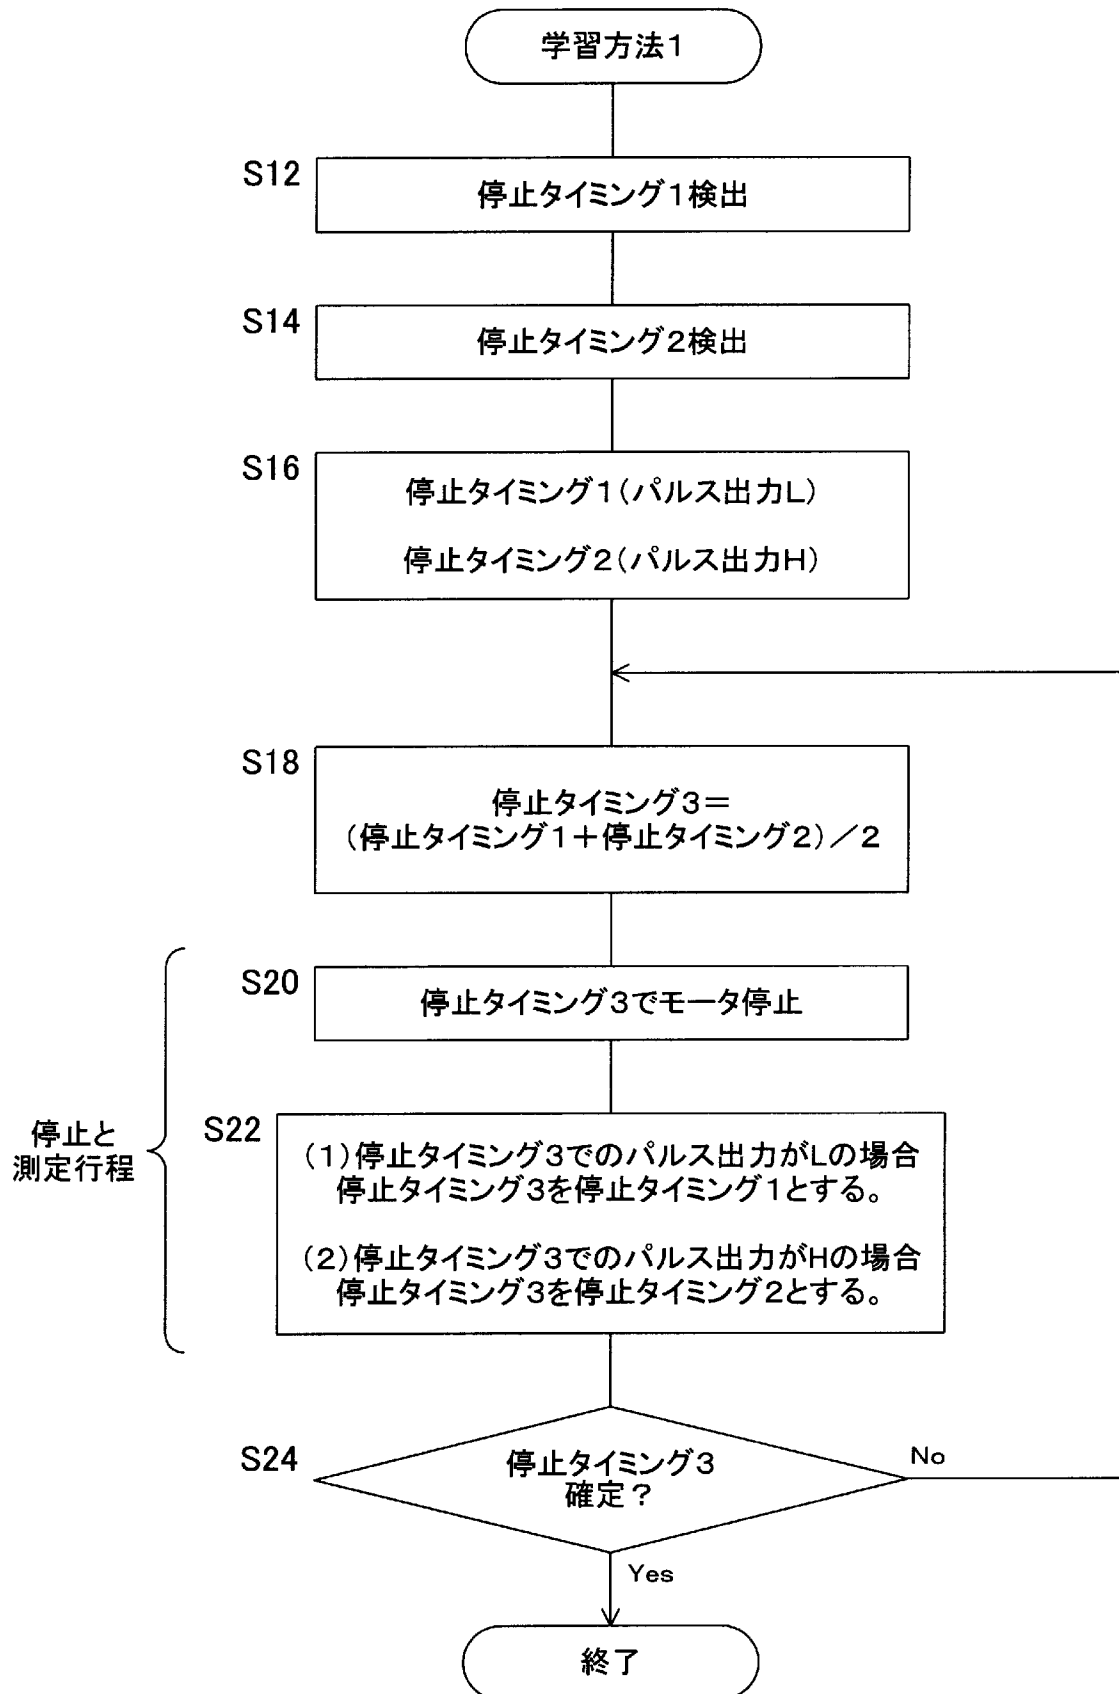 学習方法1
S12
停止タイミング1検出
S14
停止タイミング2検出
S16
停止タイミング1(パルス出力L)
停止タイミング2(パルス出力H)
S18
停止タイミング3=
(停止タイミング1+停止タイミング2)/2
S20
停止タイミング3でモータ停止
停止と
測定行程
S22
(1)停止タイミング3でのパルス出力がLの場合
停止タイミング3を停止タイミング1とする。
(2)停止タイミング3でのパルス出力がHの場合
停止タイミング3を停止タイミング2とする。
S24
停止タイミング3
確定?
No
Yes
終了